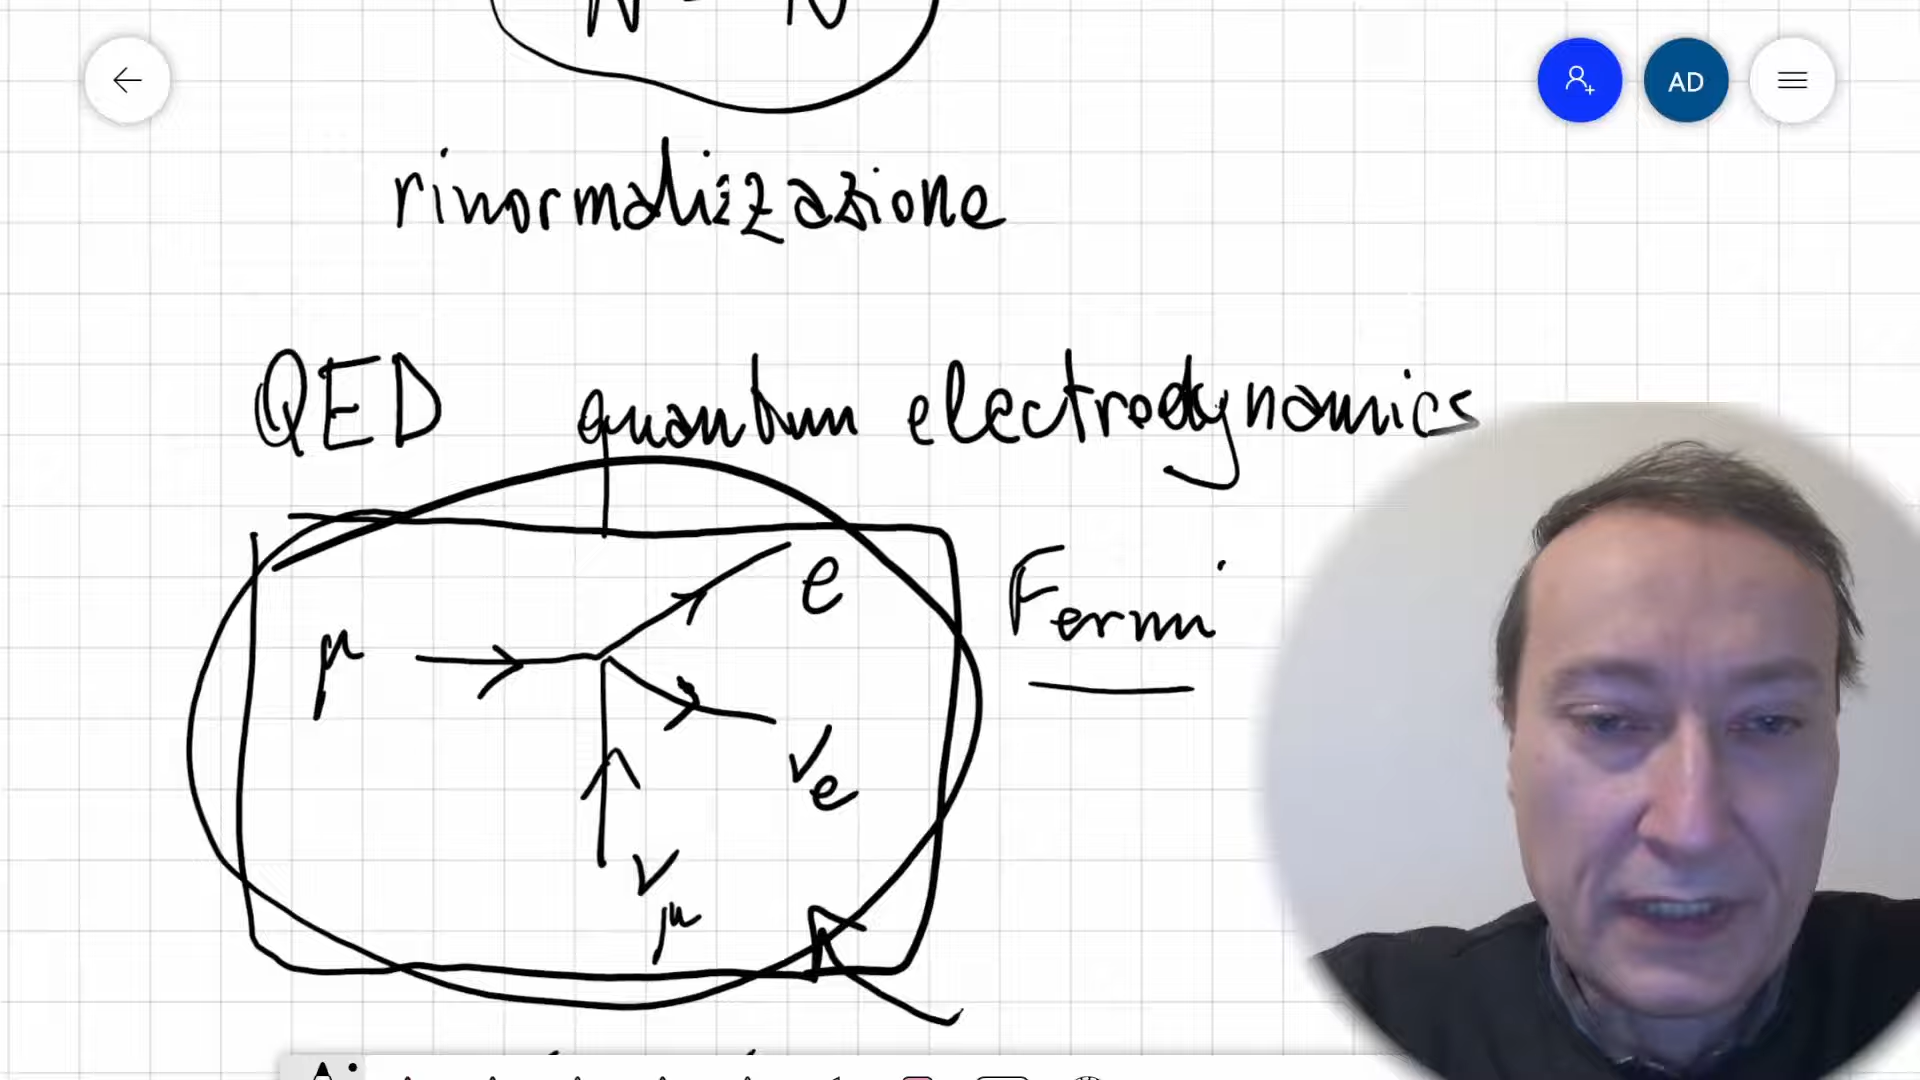 AD
rinormalizzazione
QED quantum electrodynamics
e
Fermi
μ
νe
νμ